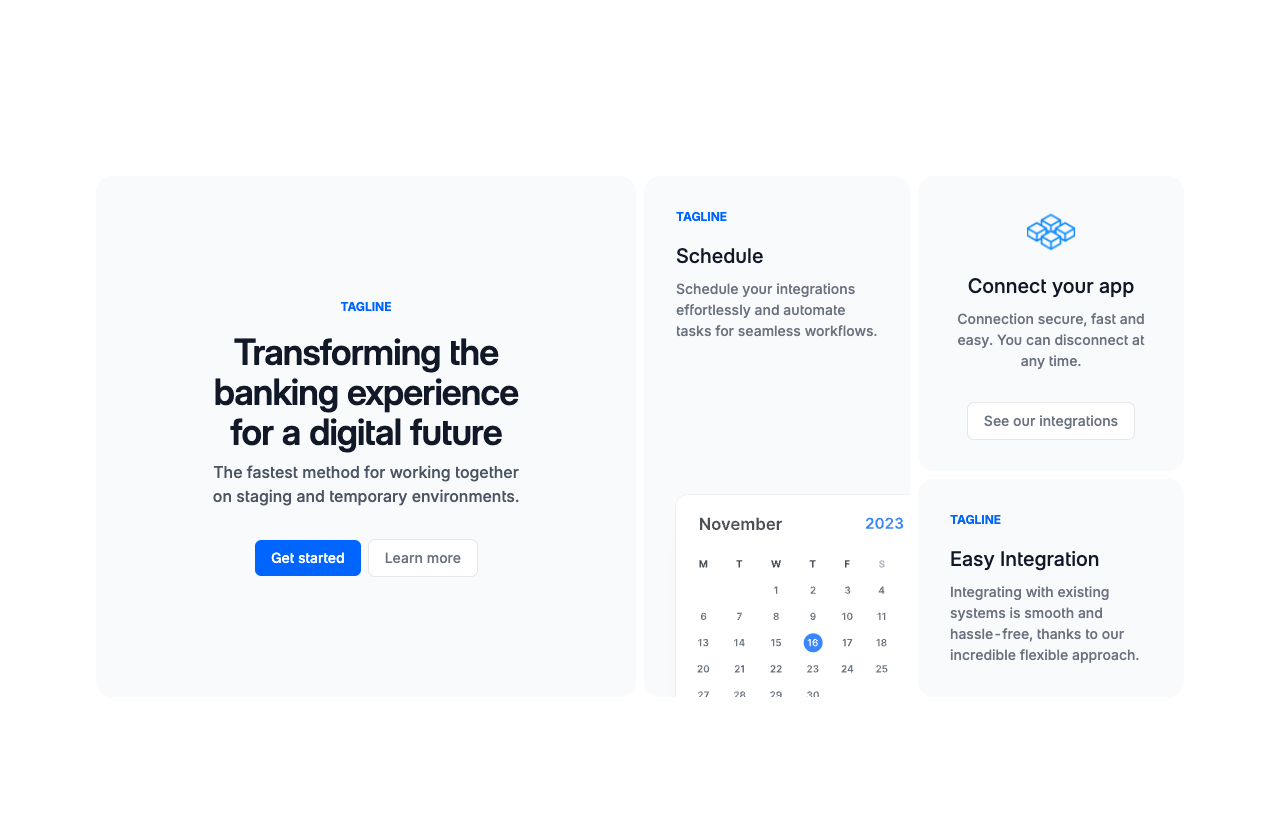 TAGLINE
Transforming the
banking experience
for a digital future
The fastest method for working together
on staging and temporary environments.
Get started
Learn more
TAGLINE
Schedule
Schedule your integrations
effortlessly and automate
tasks for seamless workflows.
November 2023
M T W T F S
1 2 3 4
6 7 8 9 10 11
13 14 15 16 17 18
20 21 22 23 24 25
27 28 29 30
Connect your app
Connection secure, fast and
easy. You can disconnect at
any time.
See our integrations
TAGLINE
Easy Integration
Integrating with existing
systems is smooth and
hassle-free, thanks to our
incredible flexible approach.